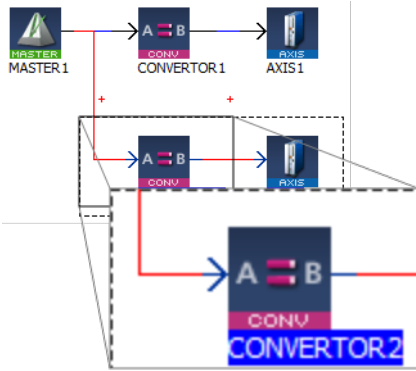 A B
A B
MASTER CONV AXIS
MASTER1 CONVERTOR1 AXIS1
A B
CONV AXIS
A B
CONV
CONVERTOR2